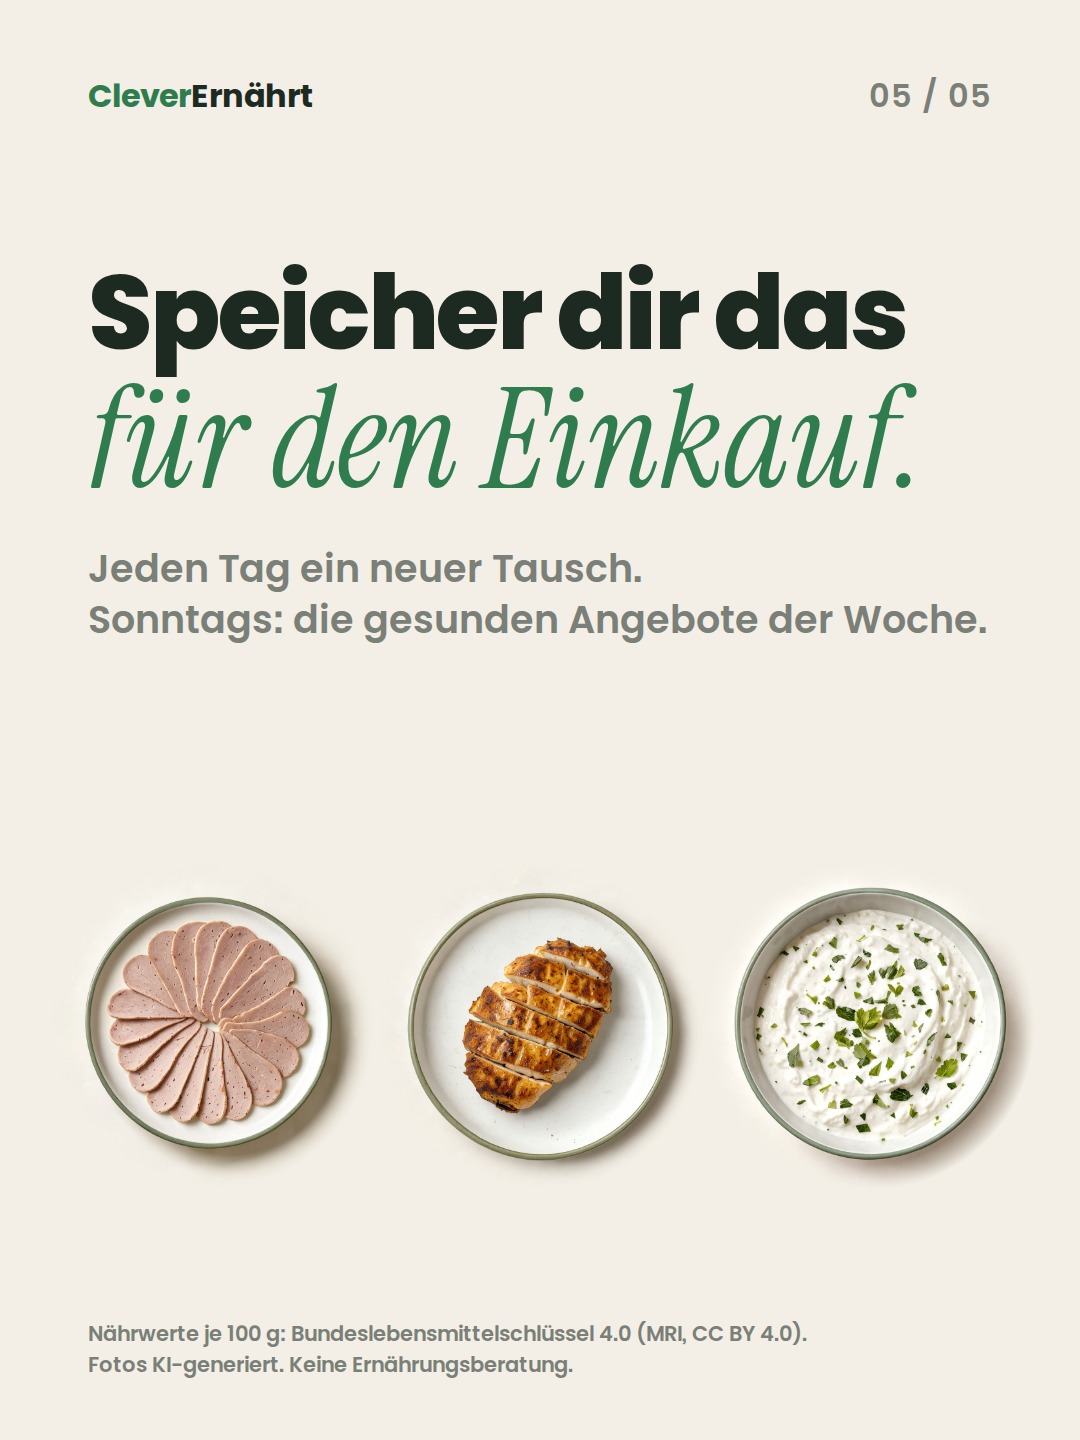 CleverErnährt
05 / 05
Speicher dir das
für den Einkauf.
Jeden Tag ein neuer Tausch.
Sonntags: die gesunden Angebote der Woche.
Nährwerte je 100 g: Bundeslebensmittelschlüssel 4.0 (MRI, CC BY 4.0).
Fotos KI-generiert. Keine Ernährungsberatung.